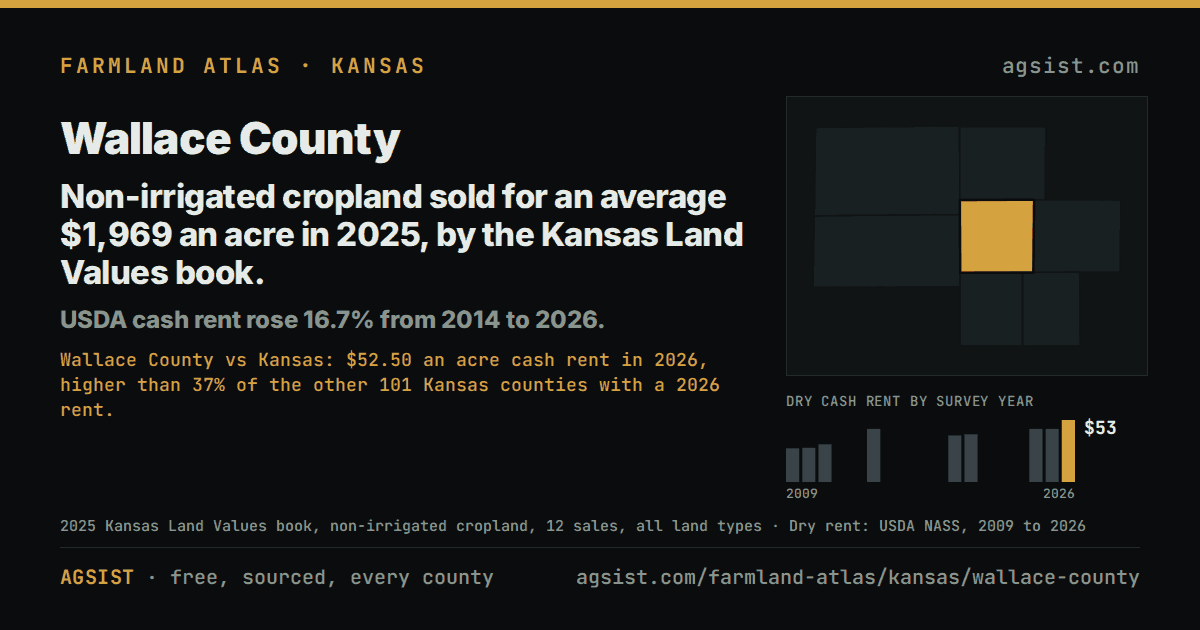 FARMLAND ATLAS · KANSAS
agsist.com
Wallace County
Non-irrigated cropland sold for an average
$1,969 an acre in 2025, by the Kansas Land
Values book.
USDA cash rent rose 16.7% from 2014 to 2026.
Wallace County vs Kansas: $52.50 an acre cash rent in 2026,
higher than 37% of the other 101 Kansas counties with a 2026
rent.
DRY CASH RENT BY SURVEY YEAR
$53
2009
2026
2025 Kansas Land Values book, non-irrigated cropland, 12 sales, all land types · Dry rent: USDA NASS, 2009 to 2026
AGSIST · free, sourced, every county
agsist.com/farmland-atlas/kansas/wallace-county